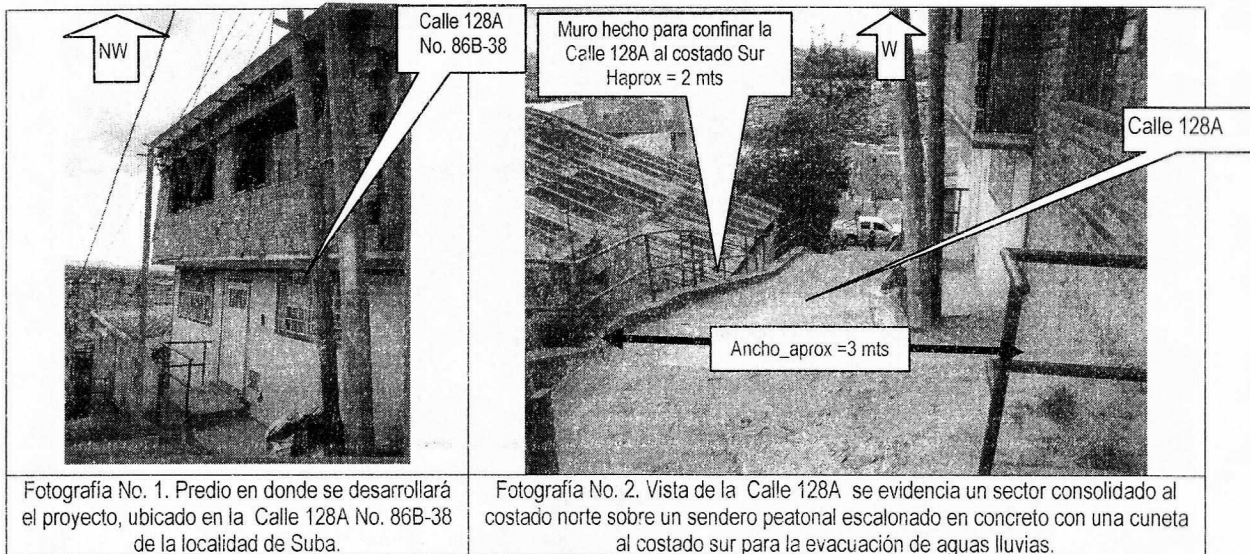 NW
Calle 128A
No. 86B-38
Muro hecho para confinar la
Calle 128A al costado Sur
Haprox = 2 mts
W
Calle 128A
Ancho_aprox =3 mts
Fotografía No. 1. Predio en donde se desarrollará
el proyecto, ubicado en la Calle 128A No. 86B-38
de la localidad de Suba.
Fotografía No. 2. Vista de la Calle 128A se evidencia un sector consolidado al
costado norte sobre un sendero peatonal escalonado en concreto con una cuneta
al costado sur para la evacuación de aguas lluvias.